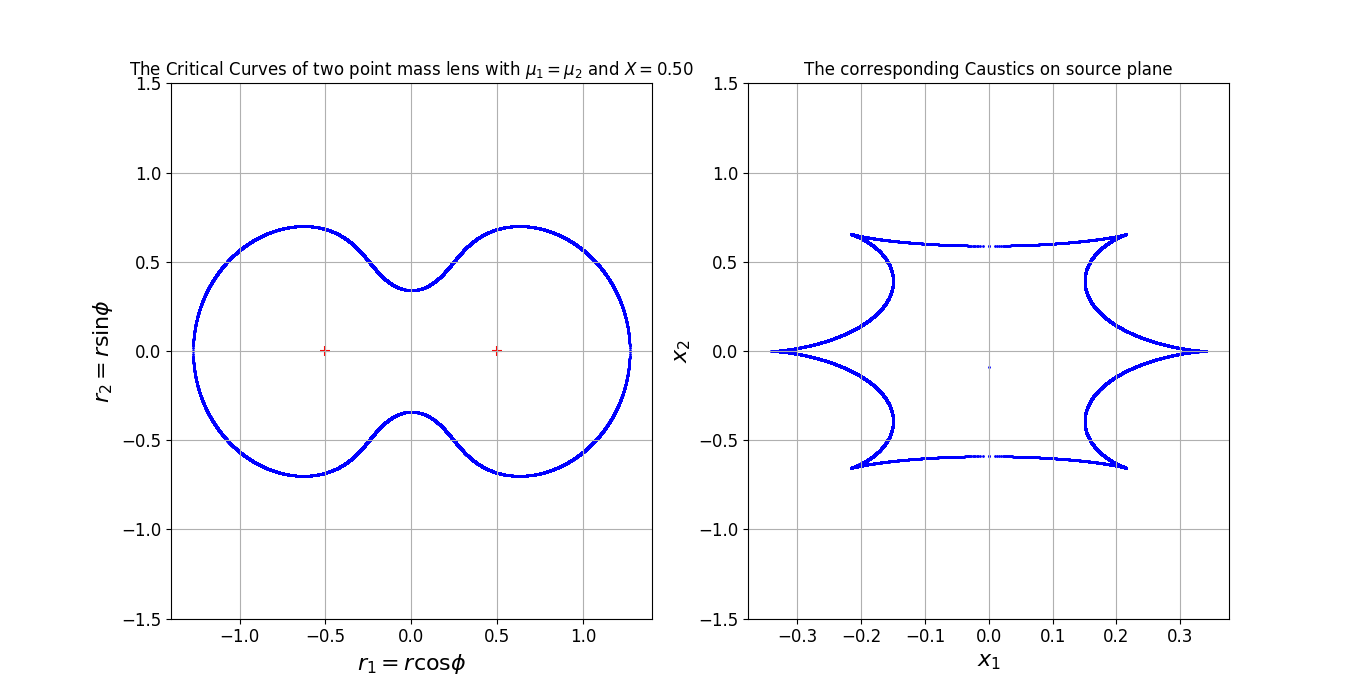 The Critical Curves of two point mass lens with μ₁ = μ₂ and X = 0.50
1.5
1.0
0.5
0.0
−0.5
−1.0
−1.5
−1.0 −0.5 0.0 0.5 1.0
r₁ = rcosϕ
r₂ = rsinϕ
The corresponding Caustics on source plane
1.5
1.0
0.5
0.0
−0.5
−1.0
−1.5
−0.3 −0.2 −0.1 0.0 0.1 0.2 0.3
x₁
x₂